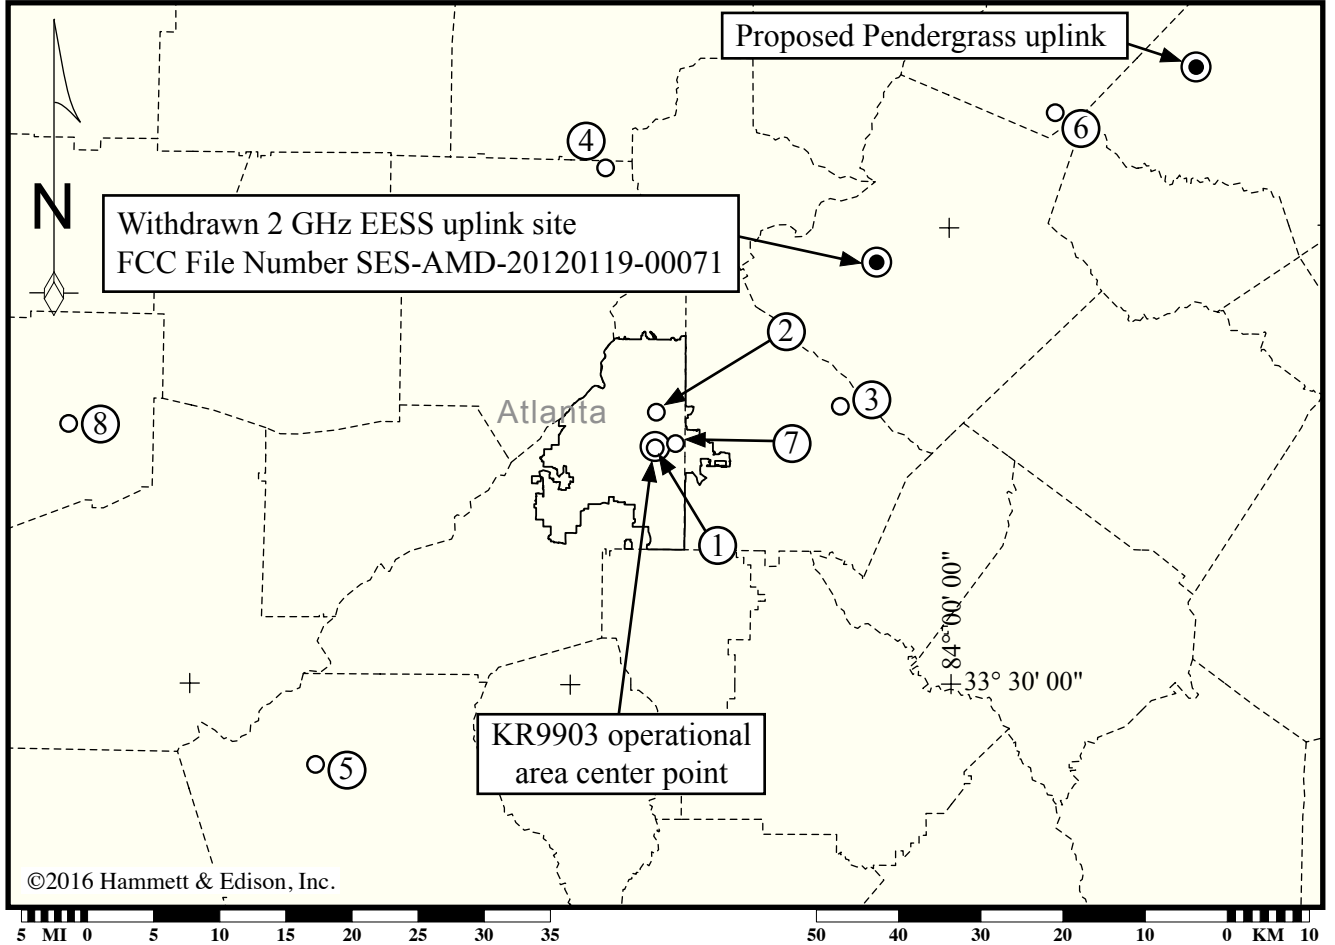 Proposed Pendergrass uplink
4
6
N
Withdrawn 2 GHz EESS uplink site
FCC File Number SES-AMD-20120119-00071
2
Atlanta
3
8
7
1
84° 00' 00"
33° 30' 00"
KR9903 operational
area center point
5
©2016 Hammett & Edison, Inc.
5 MI 0 5 10 15 20 25 30 35 50 40 30 20 10 0 KM 10